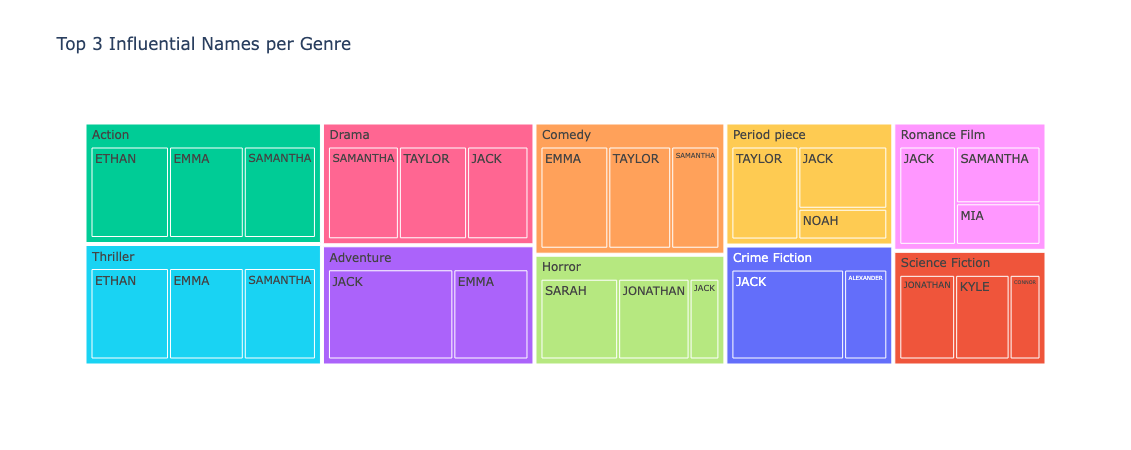 Top 3 Influential Names per Genre
Action
ETHAN
EMMA
SAMANTHA
Thriller
ETHAN
EMMA
SAMANTHA
Drama
SAMANTHA
TAYLOR
JACK
Adventure
JACK
EMMA
Comedy
EMMA
TAYLOR
SAMANTHA
Horror
SARAH
JONATHAN
JACK
Period piece
TAYLOR
JACK
NOAH
Crime Fiction
JACK
ALEXANDER
Romance Film
JACK
SAMANTHA
MIA
Science Fiction
JONATHAN
KYLE
CONNOR